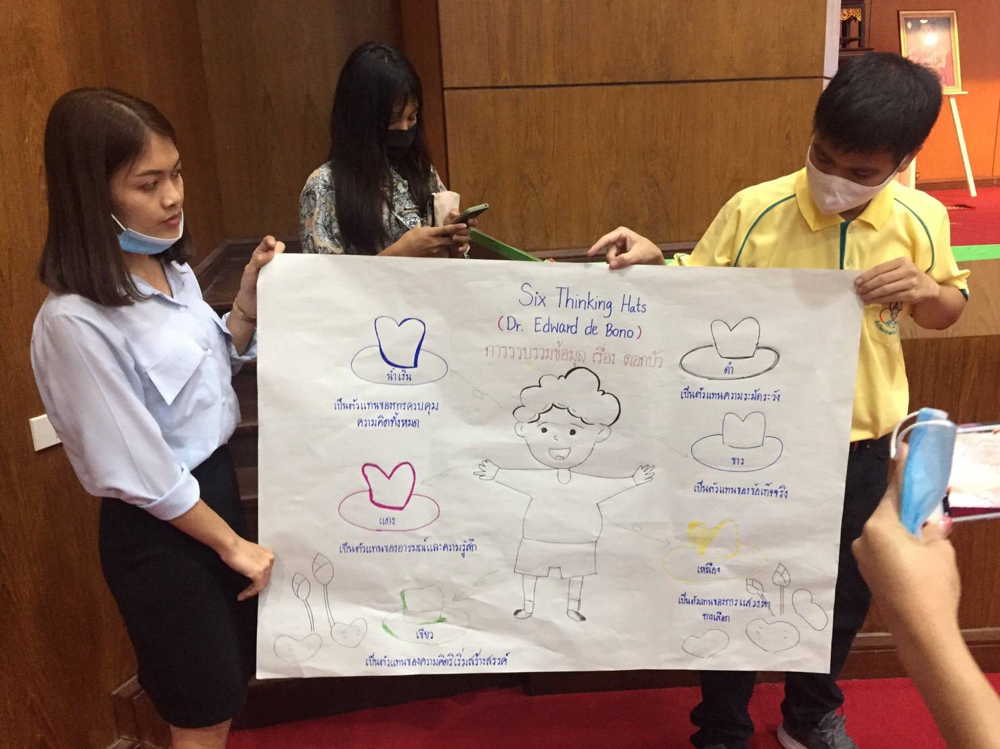 Six Thinking Hats
(Dr. Edward de Bono)
การรวบรวมข้อมูล เรื่อง ดอกบัว
น้ำเงิน
เป็นตัวแทนของการควบคุม
ความคิดทั้งหมด
แดง
เป็นตัวแทนของอารมณ์และความรู้สึก
เขียว
เป็นตัวแทนของความคิดริเริ่มสร้างสรรค์
ดำ
เป็นตัวแทนความระมัดระวัง
ขาว
เป็นตัวแทนของข้อเท็จจริง
เหลือง
เป็นตัวแทนของการแสวงหา
ทางเลือก